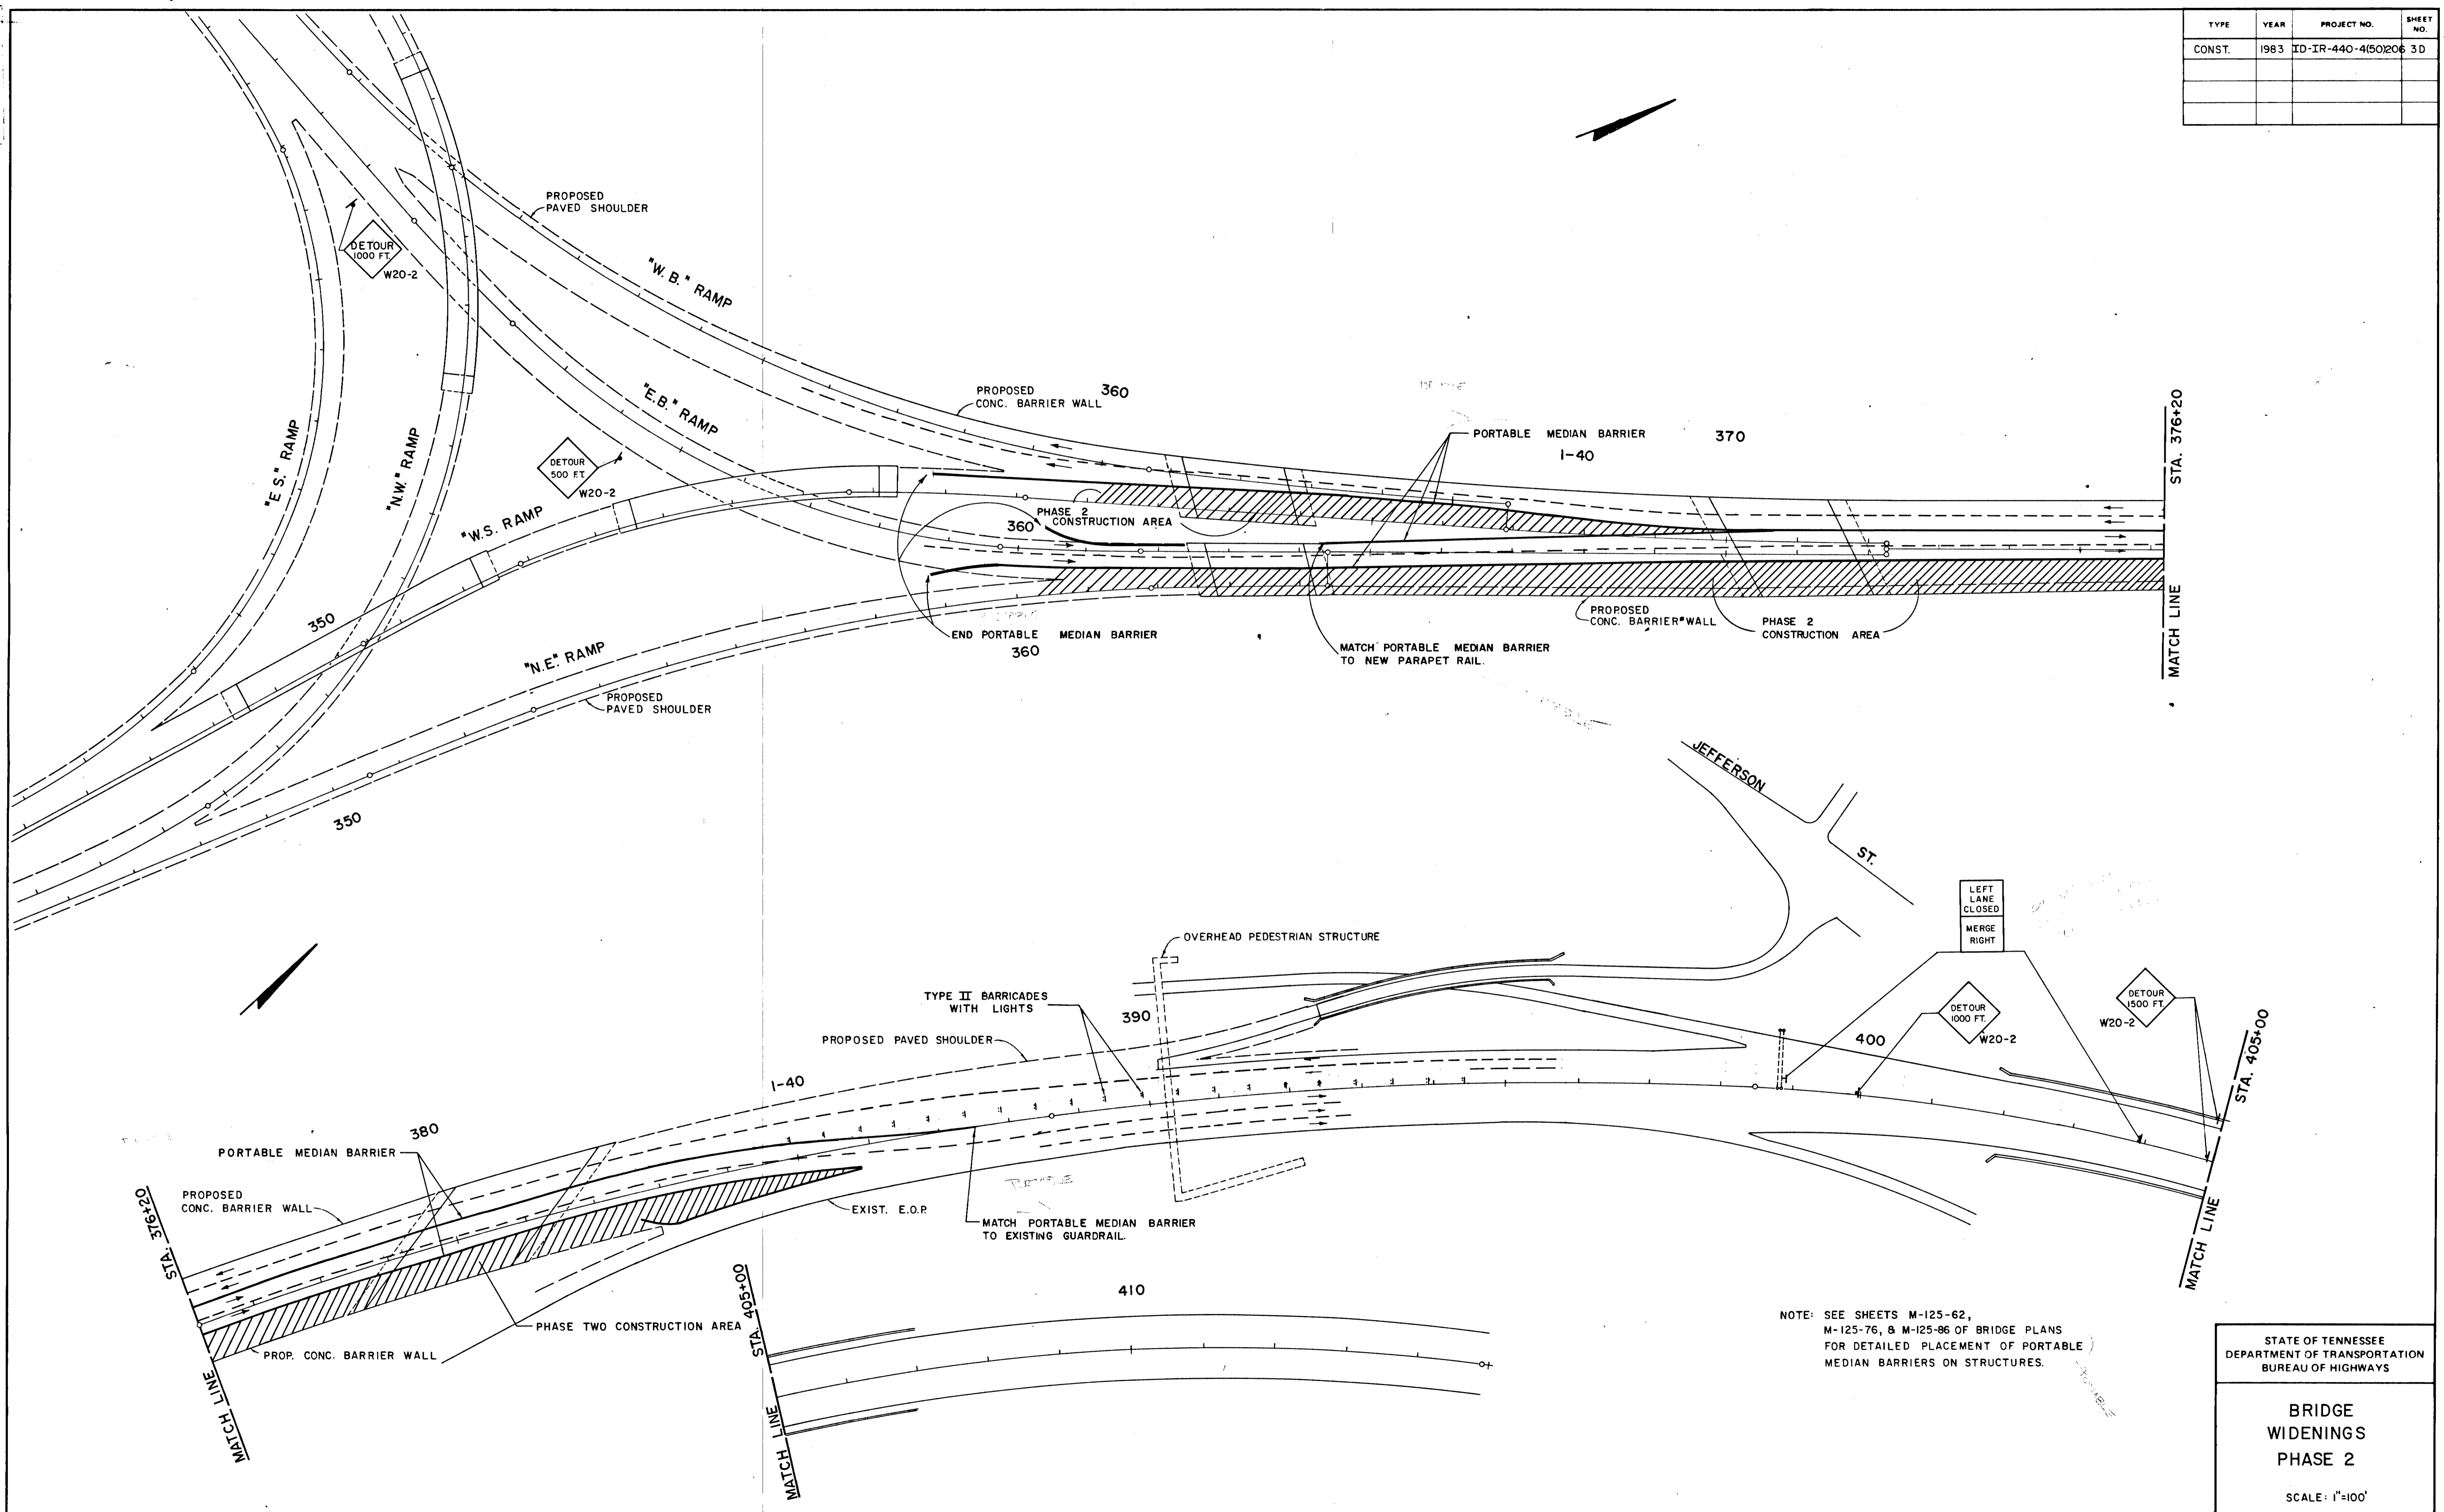 TYPE YEAR PROJECT NO. SHEET NO.
CONST. 1983 ID-IR-440-4(50)206 3D
PROPOSED
PAVED SHOULDER
DETOUR
1000 FT.
W20-2
"W.B." RAMP
"E.B." RAMP
"E S." RAMP
"N.W." RAMP
DETOUR
500 FT.
W20-2
"W.S. RAMP
PROPOSED
CONC. BARRIER WALL
360
PORTABLE MEDIAN BARRIER
370
I-40
STA. 376+20
MATCH LINE
PHASE 2
CONSTRUCTION AREA
360
350
"N.E." RAMP
END PORTABLE MEDIAN BARRIER
360
MATCH PORTABLE MEDIAN BARRIER
TO NEW PARAPET RAIL.
PROPOSED
CONC. BARRIER WALL
PHASE 2
CONSTRUCTION AREA
PROPOSED
PAVED SHOULDER
350
JEFFERSON
ST.
LEFT
LANE
CLOSED
MERGE
RIGHT
OVERHEAD PEDESTRIAN STRUCTURE
TYPE II BARRICADES
WITH LIGHTS
390
PROPOSED PAVED SHOULDER
I-40
400
DETOUR
1000 FT.
W20-2
DETOUR
1500 FT.
W20-2
STA. 405+00
MATCH LINE
380
PORTABLE MEDIAN BARRIER
PROPOSED
CONC. BARRIER WALL
STA. 376+20
MATCH LINE
EXIST. E.O.P.
MATCH PORTABLE MEDIAN BARRIER
TO EXISTING GUARDRAIL.
PHASE TWO CONSTRUCTION AREA
PROP. CONC. BARRIER WALL
STA. 405+00
MATCH LINE
410
NOTE: SEE SHEETS M-125-62,
M-125-76, & M-125-86 OF BRIDGE PLANS
FOR DETAILED PLACEMENT OF PORTABLE
MEDIAN BARRIERS ON STRUCTURES.
STATE OF TENNESSEE
DEPARTMENT OF TRANSPORTATION
BUREAU OF HIGHWAYS
BRIDGE
WIDENINGS
PHASE 2
SCALE: 1"=100'